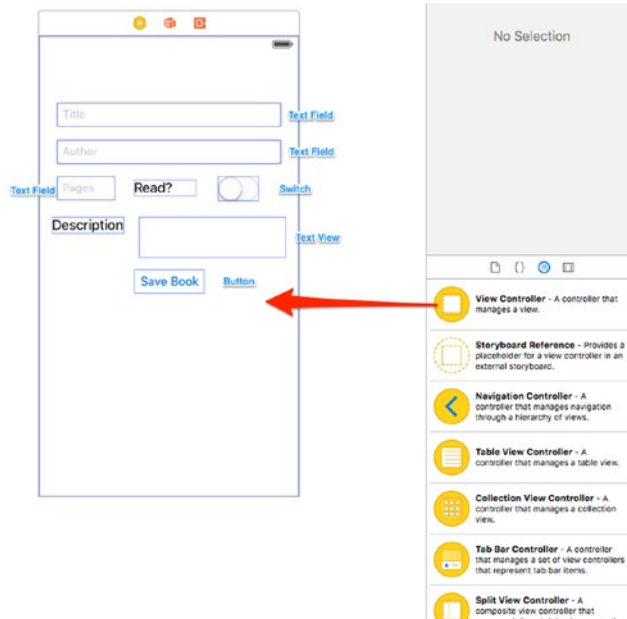 No Selection
Title
Text Field
Author
Text Field
Text Field
Pages
Read?
Switch
Description
Text View
Save Book
Button
View Controller - A controller that
manages a view.
Storyboard Reference - Provides a
placeholder for a view controller in an
external storyboard.
Navigation Controller - A
controller that manages navigation
through a hierarchy of views.
Table View Controller - A
controller that manages a table view.
Collection View Controller - A
controller that manages a collection
view.
Tab Bar Controller - A controller
that manages a set of view controllers
that represent tab bar items.
Split View Controller - A
composite view controller that